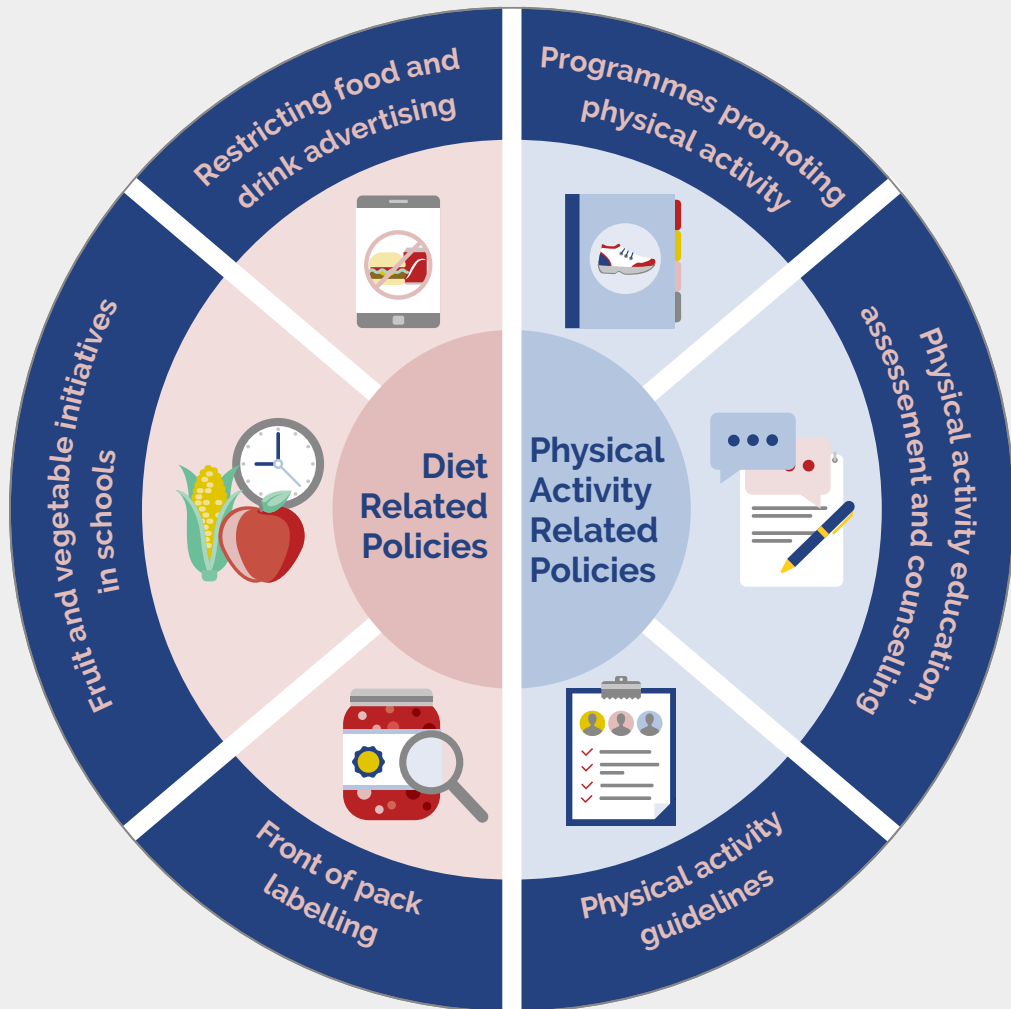 Restricting food and
drink advertising
Programmes promoting
physical activity
Fruit and vegetable initiatives
in schools
Diet
Related
Policies
Physical
Activity
Related
Policies
Physical activity education,
assessement and counselling
Front of pack
labelling
Physical activity
guidelines